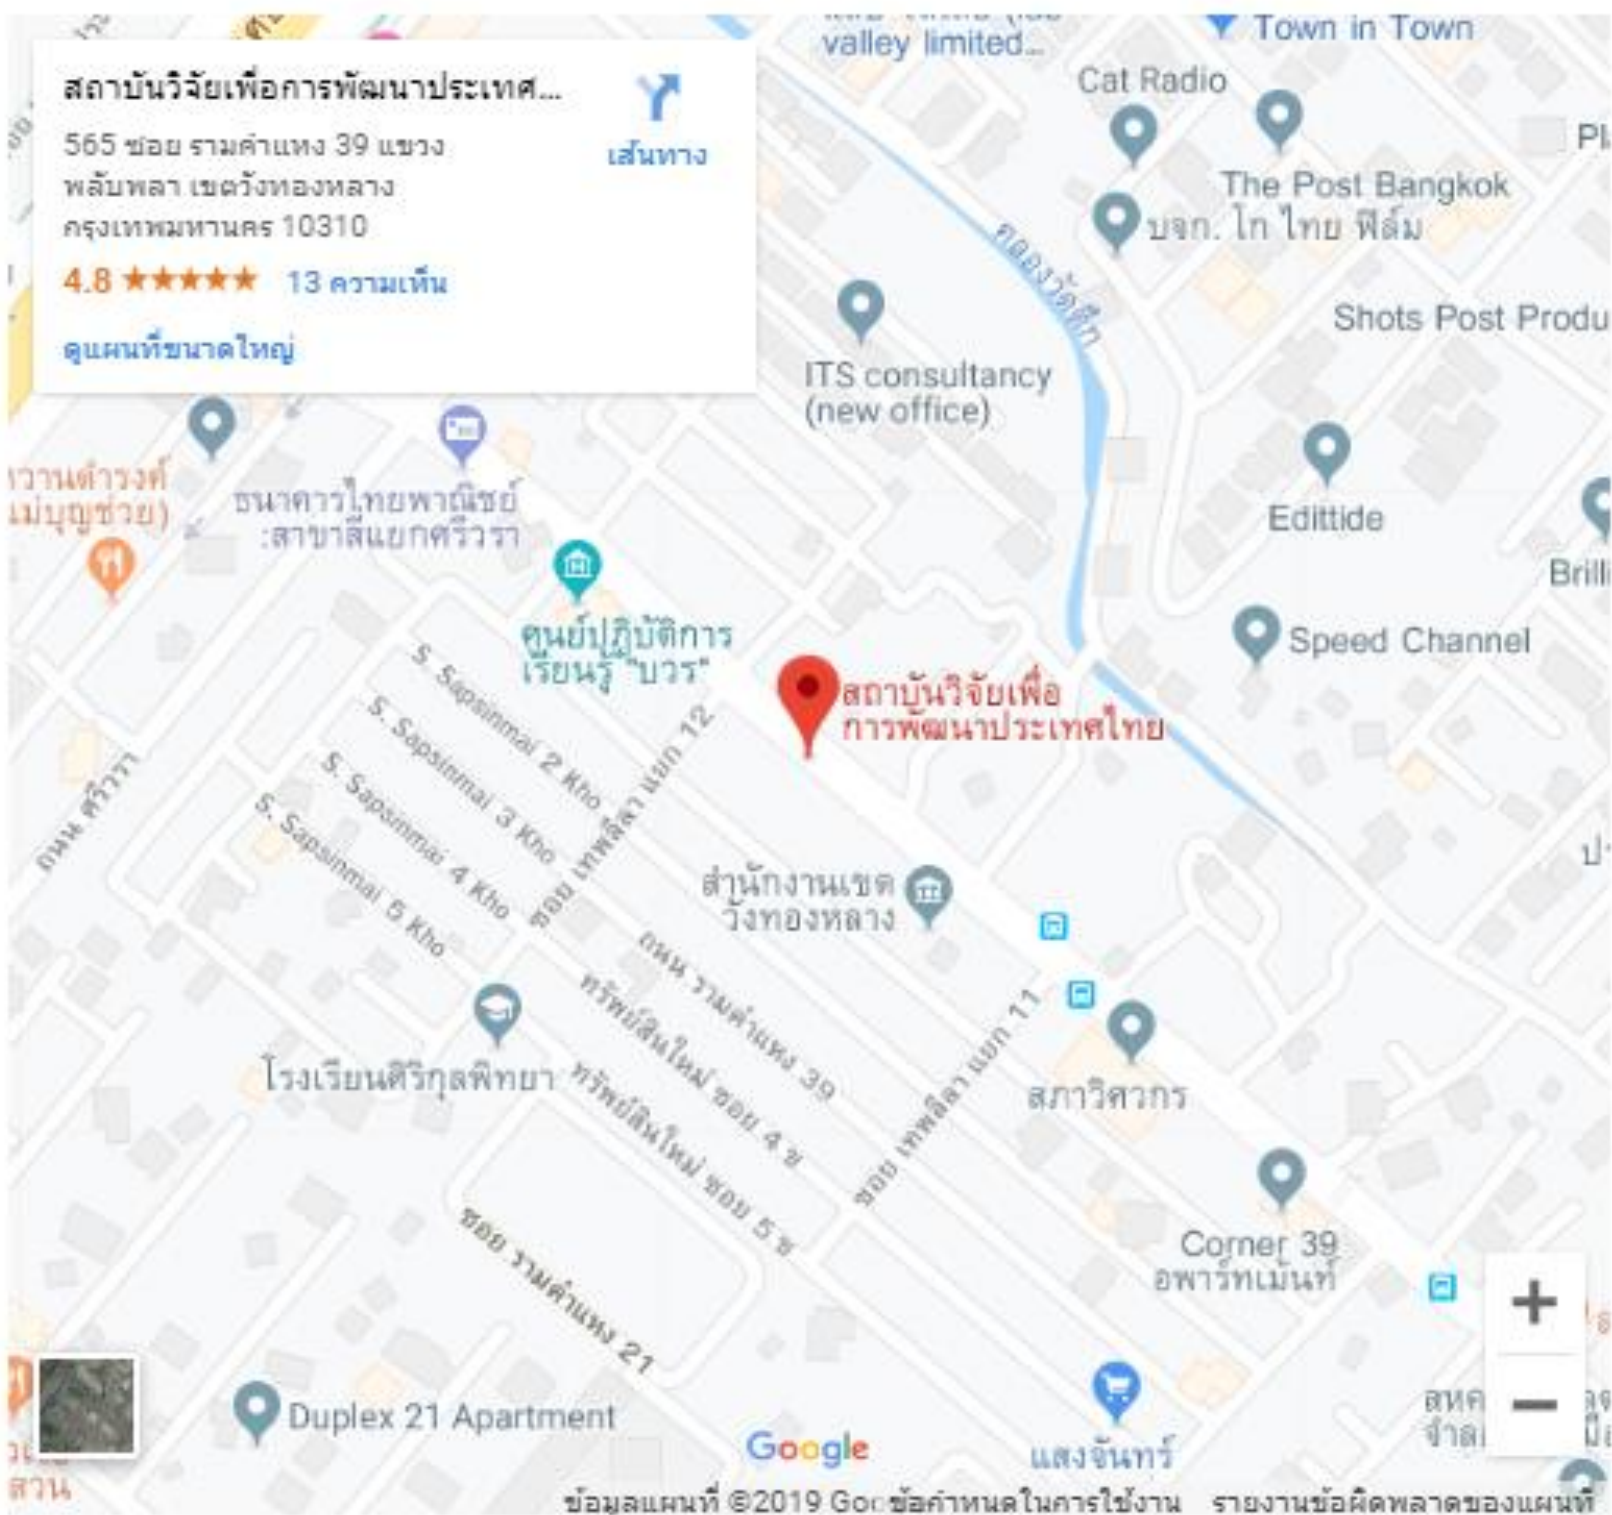 valley limited...
Town in Town
สถาบันวิจัยเพื่อการพัฒนาประเทศ...
เส้นทาง
565 ซอย รามคำแหง 39 แขวง
พลับพลา เขตวังทองหลาง
กรุงเทพมหานคร 10310
4.8 ★★★★★ 13 ความเห็น
ดูแผนที่ขนาดใหญ่
Cat Radio
The Post Bangkok
บจก. โก ไทย ฟิล์ม
คลองวัดตึก
Shots Post Produ
ITS consultancy
(new office)
Edittide
Brilli
Speed Channel
วานดำรงค์
แม่บุญช่วย)
ธนาคารไทยพาณิชย์
:สาขาสี่แยกศรีวรา
ศูนย์ปฏิบัติการ
เรียนรู้ "บวร"
สถาบันวิจัยเพื่อ
การพัฒนาประเทศไทย
S. Sapsinmai 2 Kho
S. Sapsinmai 3 Kho
S. Sapsinmai 4 Kho
S. Sapsinmai 5 Kho
ซอย เทพลีลา แยก 12
ถนน ศรีวรา
สำนักงานเขต
วังทองหลาง
ถนน รามคำแหง 39
ทรัพย์สินใหม่ ซอย 4 ข
ทรัพย์สินใหม่ ซอย 5 ข
ซอย เทพลีลา แยก 11
โรงเรียนศิริกุลพิทยา
สภาวิศวกร
Corner 39
อพาร์ทเม้นท์
ซอย รามคำแหง 21
Duplex 21 Apartment
แสงจันทร์
สวน
Google
ข้อมูลแผนที่ ©2019 Goo ข้อกำหนดในการใช้งาน รายงานข้อผิดพลาดของแผนที่